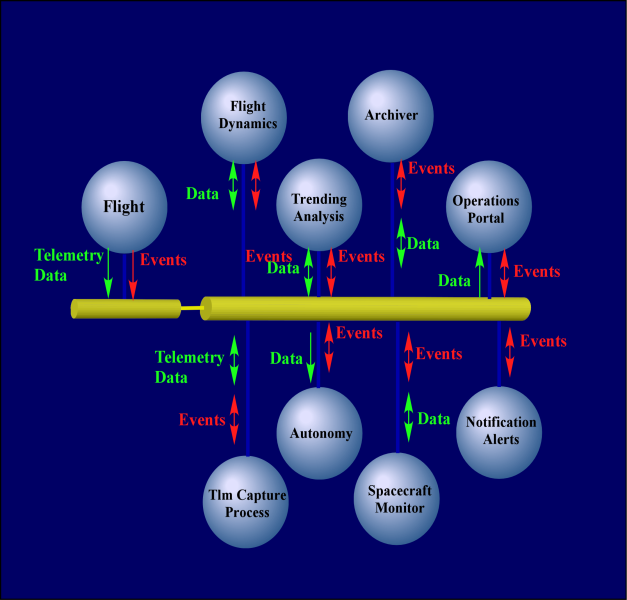 Flight
Dynamics
Archiver
Data
Events
Flight
Trending
Analysis
Operations
Portal
Telemetry
Data
Events
Events
Data
Events
Data
Data
Events
Telemetry
Data
Data
Events
Events
Events
Events
Data
Autonomy
Notification
Alerts
Tlm Capture
Process
Spacecraft
Monitor